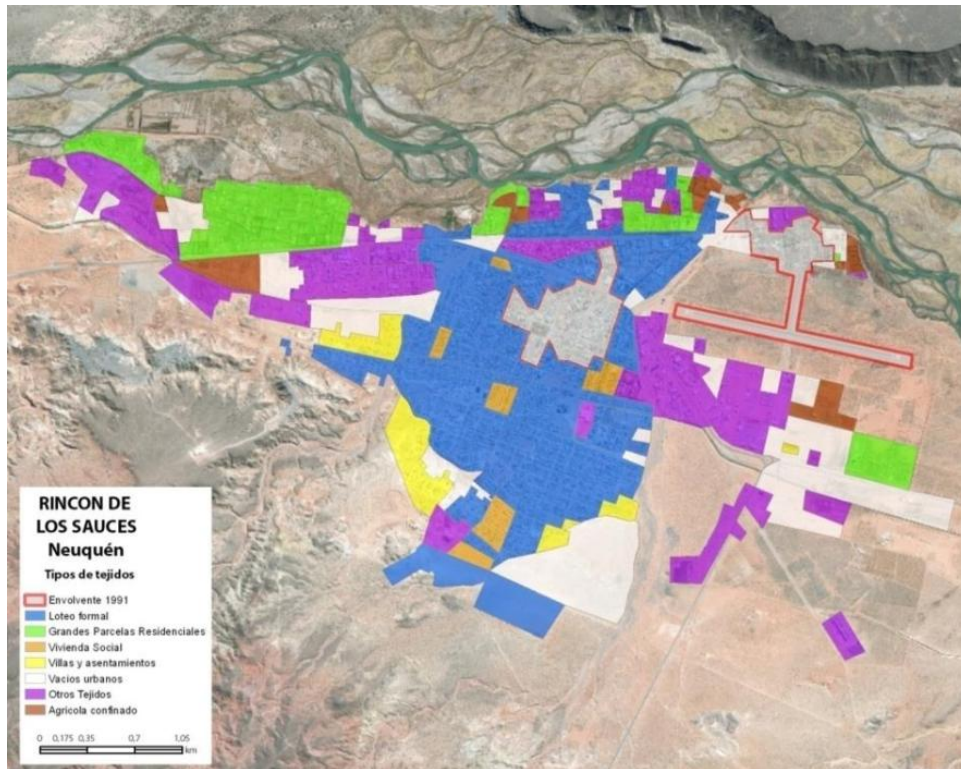 RINCON DE
LOS SAUCES
Neuquén
Tipos de tejidos
Envolvente 1991
Loteo formal
Grandes Parcelas Residenciales
Vivienda Social
Villas y asentamientos
Vacios urbanos
Otros Tejidos
Agrícola confinado
0 0,175 0,35 0,7 1,05
km